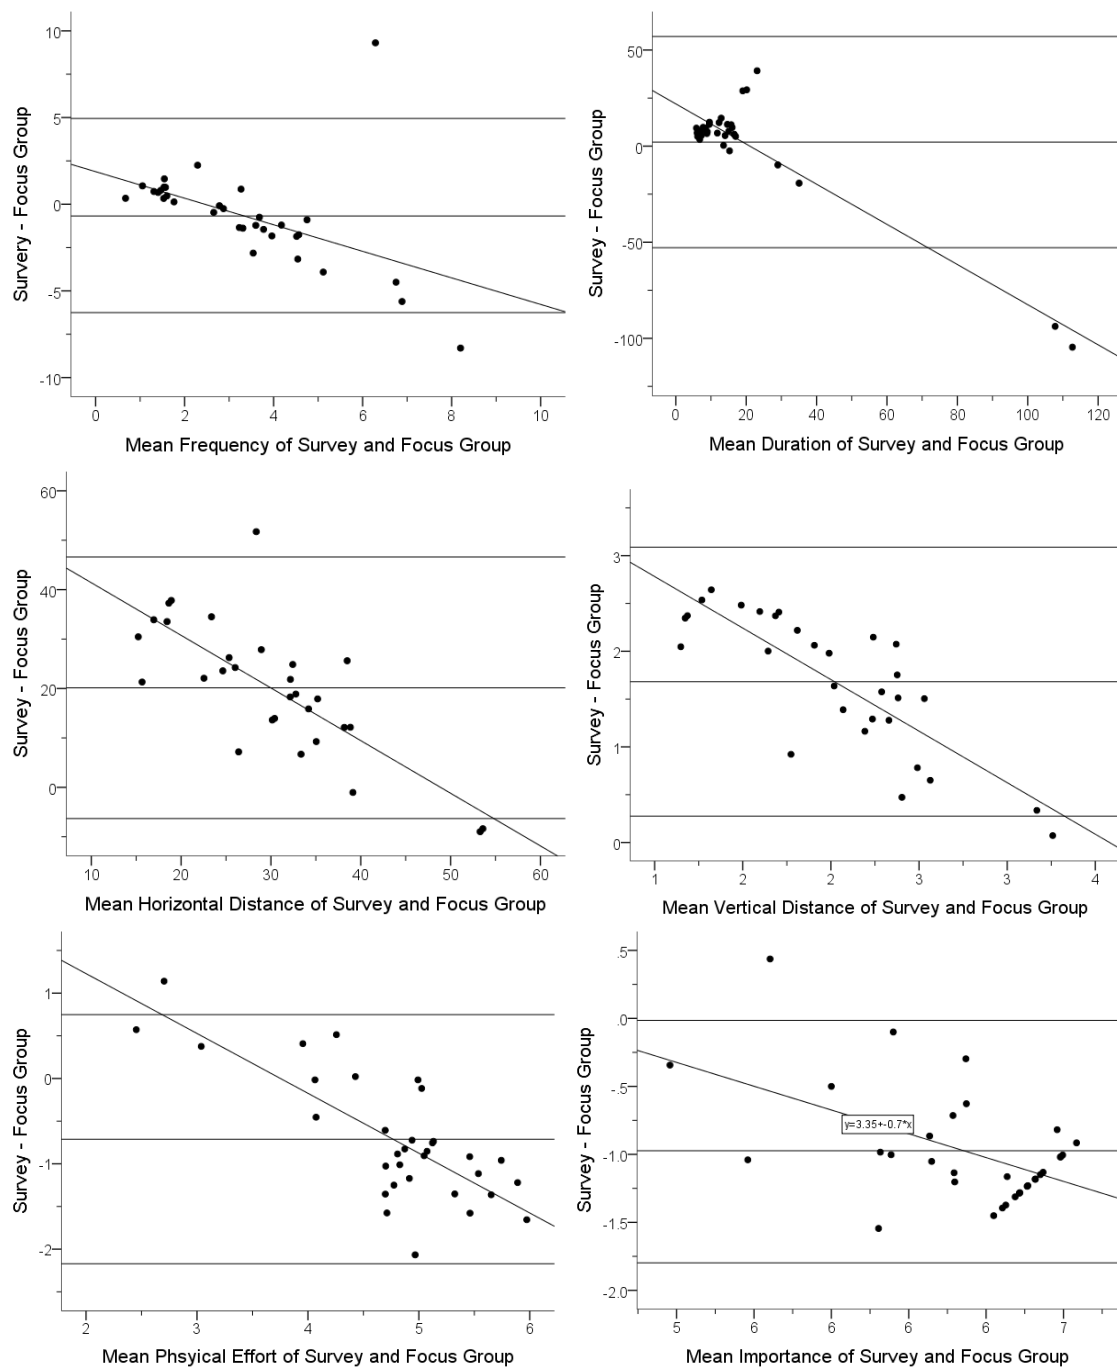 10
5
0
-5
-10
Survery - Focus Group
0 2 4 6 8 10
Mean Frequency of Survey and Focus Group
50
0
-50
-100
Survey - Focus Group
0 20 40 60 80 100 120
Mean Duration of Survey and Focus Group
60
40
20
0
Survey - Focus Group
10 20 30 40 50 60
Mean Horizontal Distance of Survey and Focus Group
3
2
1
0
Survey - Focus Group
1 2 2 3 3 4
Mean Vertical Distance of Survey and Focus Group
1
0
-1
-2
Survey - Focus Group
2 3 4 5 6
Mean Phsyical Effort of Survey and Focus Group
.5
.0
-.5
-1.0
-1.5
-2.0
Survey - Focus Group
y=3.35+-0.7*x
5 5 6 6 6 7
Mean Importance of Survey and Focus Group